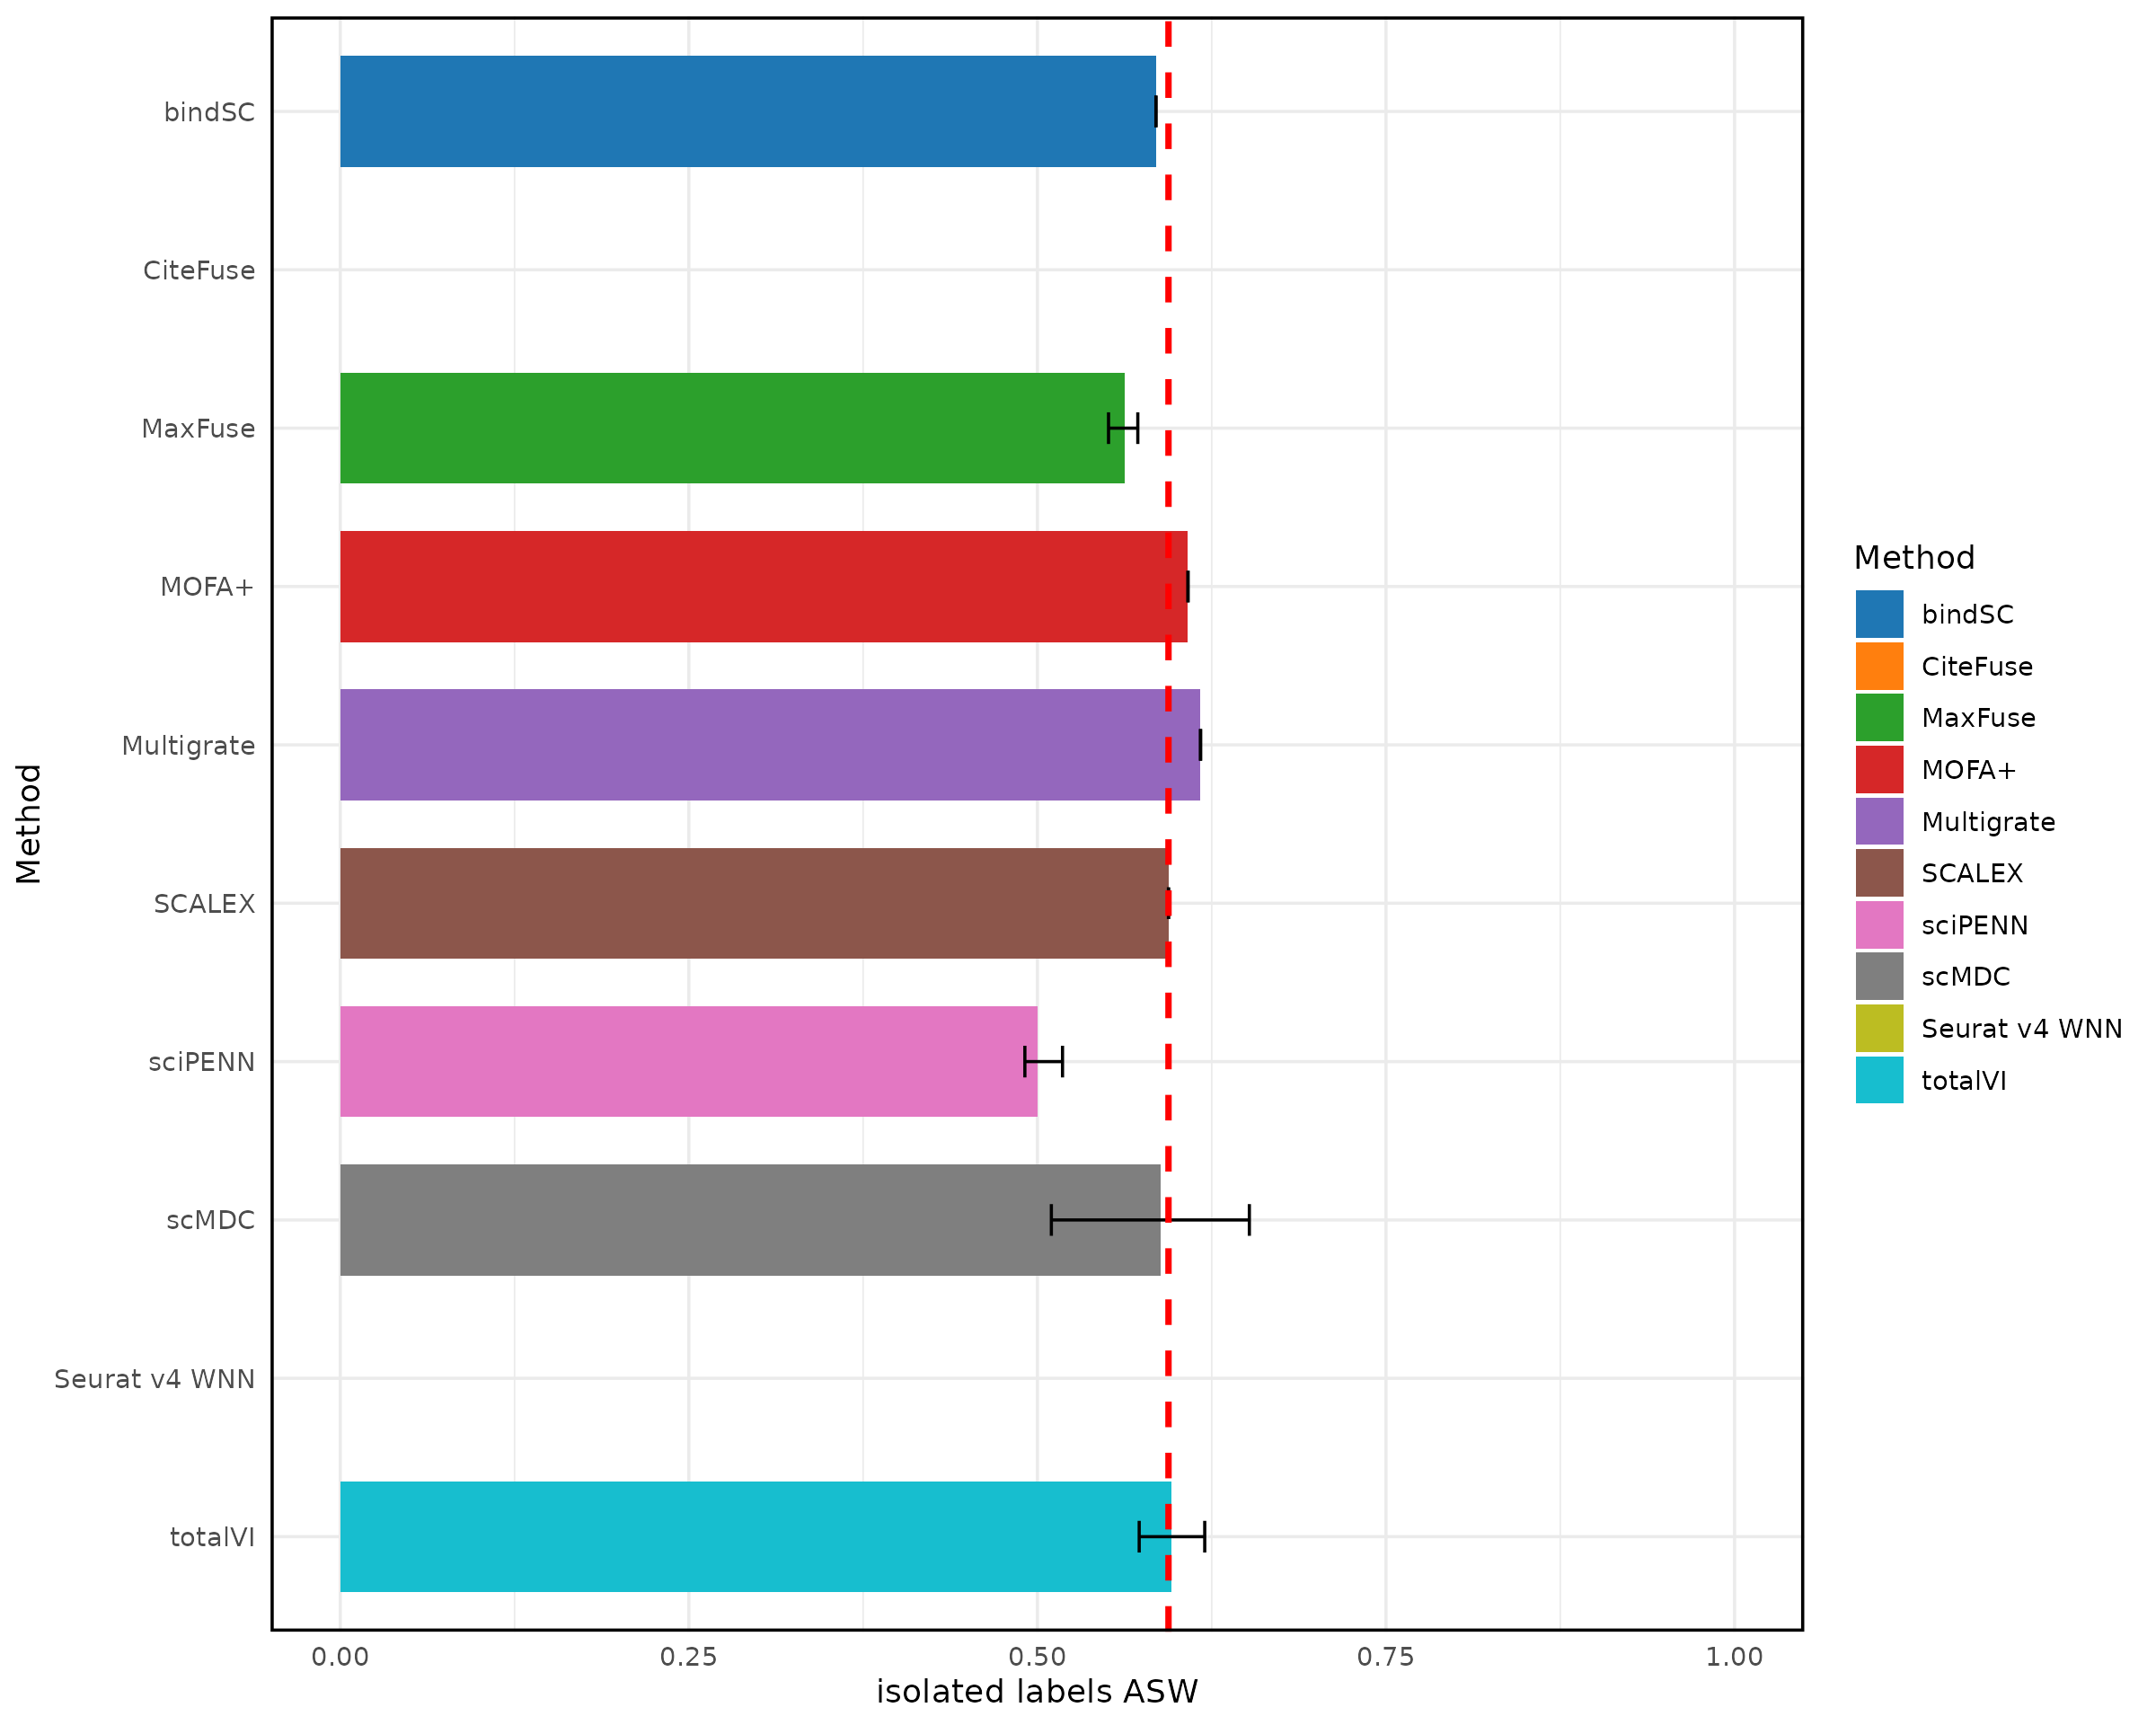 Method
bindSC
CiteFuse
MaxFuse
MOFA+
Multigrate
SCALEX
sciPENN
scMDC
Seurat v4 WNN
totalVI
0.00
0.25
0.50
0.75
1.00
isolated labels ASW
Method
bindSC
CiteFuse
MaxFuse
MOFA+
Multigrate
SCALEX
sciPENN
scMDC
Seurat v4 WNN
totalVI